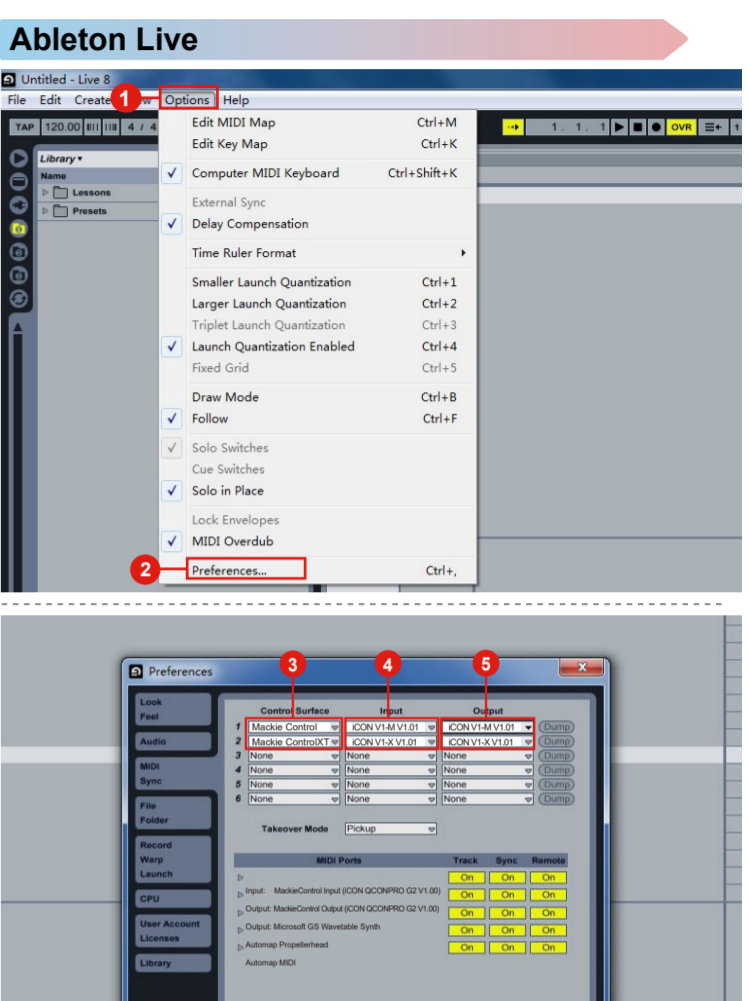 Ableton Live
Untitled - Live 8
File Edit Create Options Help
1
TAP 120.00 4 / 4 1. 1. 1 OVR 1
Library
Name
Lessons
Presets
Edit MIDI Map Ctrl+M
Edit Key Map Ctrl+K
Computer MIDI Keyboard Ctrl+Shift+K
External Sync
Delay Compensation
Time Ruler Format
Smaller Launch Quantization Ctrl+1
Larger Launch Quantization Ctrl+2
Triplet Launch Quantization Ctrl+3
Launch Quantization Enabled Ctrl+4
Fixed Grid Ctrl+5
Draw Mode Ctrl+B
Follow Ctrl+F
Solo Switches
Cue Switches
Solo in Place
Lock Envelopes
MIDI Overdub
2 Preferences... Ctrl+,
Preferences
3 4 5
Look
Feel
Audio
MIDI
Sync
File
Folder
Record
Warp
Launch
CPU
User Account
Licenses
Library
Control Surface Input Output
1 Mackie Control iCON V1-M V1.01 iCON V1-M V1.01 Dump
2 Mackie ControlXT iCON V1-X V1.01 iCON V1-X V1.01 Dump
3 None None None Dump
4 None None None Dump
5 None None None Dump
6 None None None Dump
Takeover Mode Pickup
MIDI Ports Track Sync Remote
On On On
Input: MackieControl Input (iCON QCONPRO G2 V1.00) On On On
Output: MackieControl Output (iCON QCONPRO G2 V1.00) On On On
Output: Microsoft GS Wavetable Synth On On On
Automap Propellerhead On On On
Automap MIDI